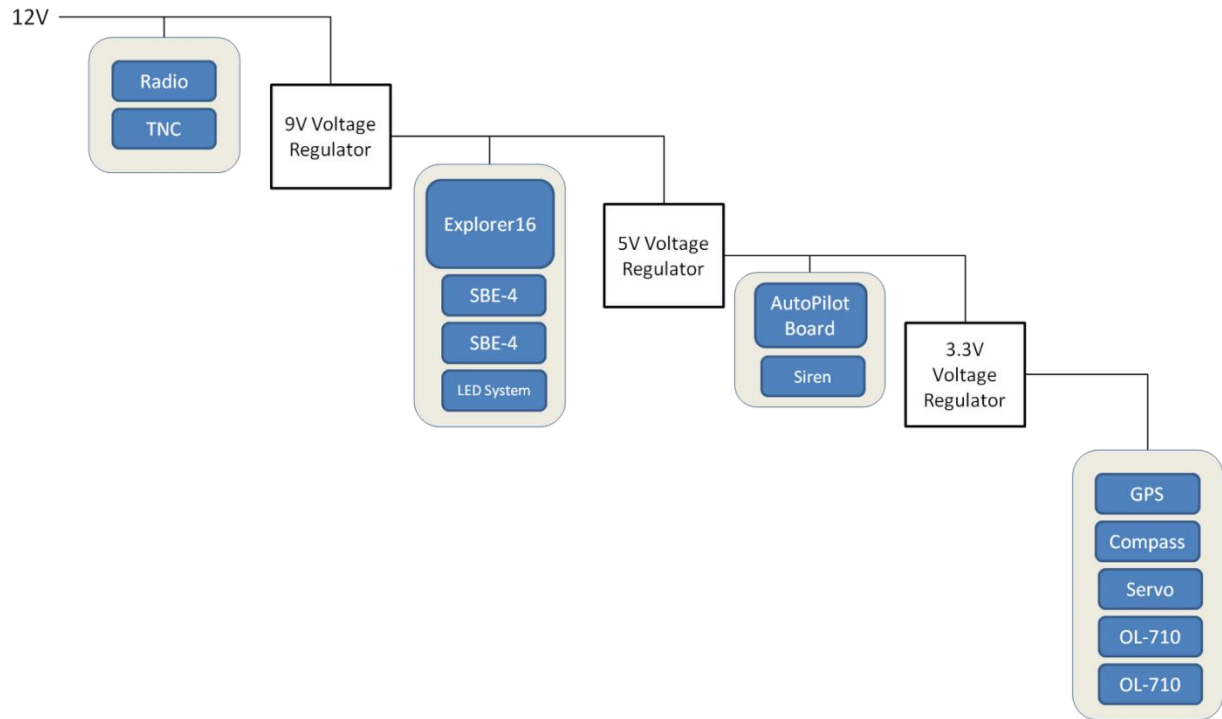 12V
Radio
TNC
9V Voltage
Regulator
Explorer16
SBE-4
SBE-4
LED System
5V Voltage
Regulator
AutoPilot
Board
Siren
3.3V
Voltage
Regulator
GPS
Compass
Servo
OL-710
OL-710